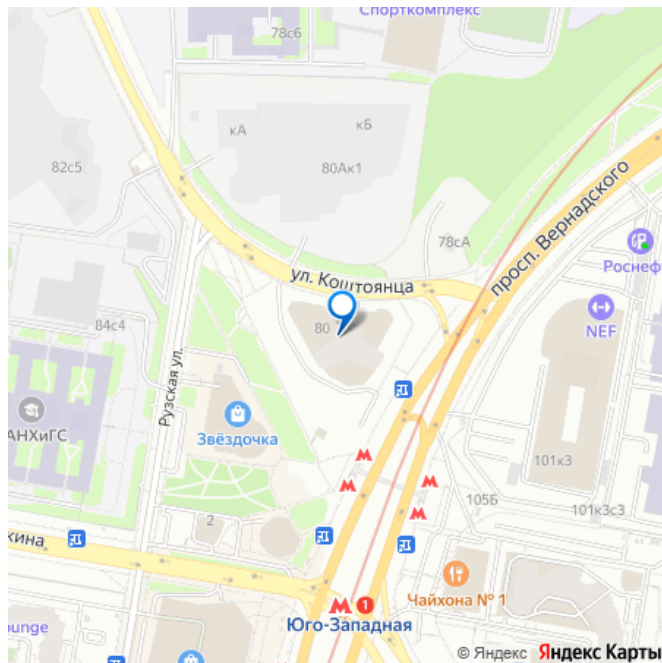 Спорткомплекс
78с6
кА
кБ
80Ак1
82с5
просп. Вернадского
78сА
Роснеф
ул. Коштоянца
84с4
80
NEF
Рузская ул.
АНХиГС
Звёздочка
101к3
105Б
101к3с3
2
кина
Чайхона № 1
1
Юго-Западная
ounge
© Яндекс Яндекс Карты